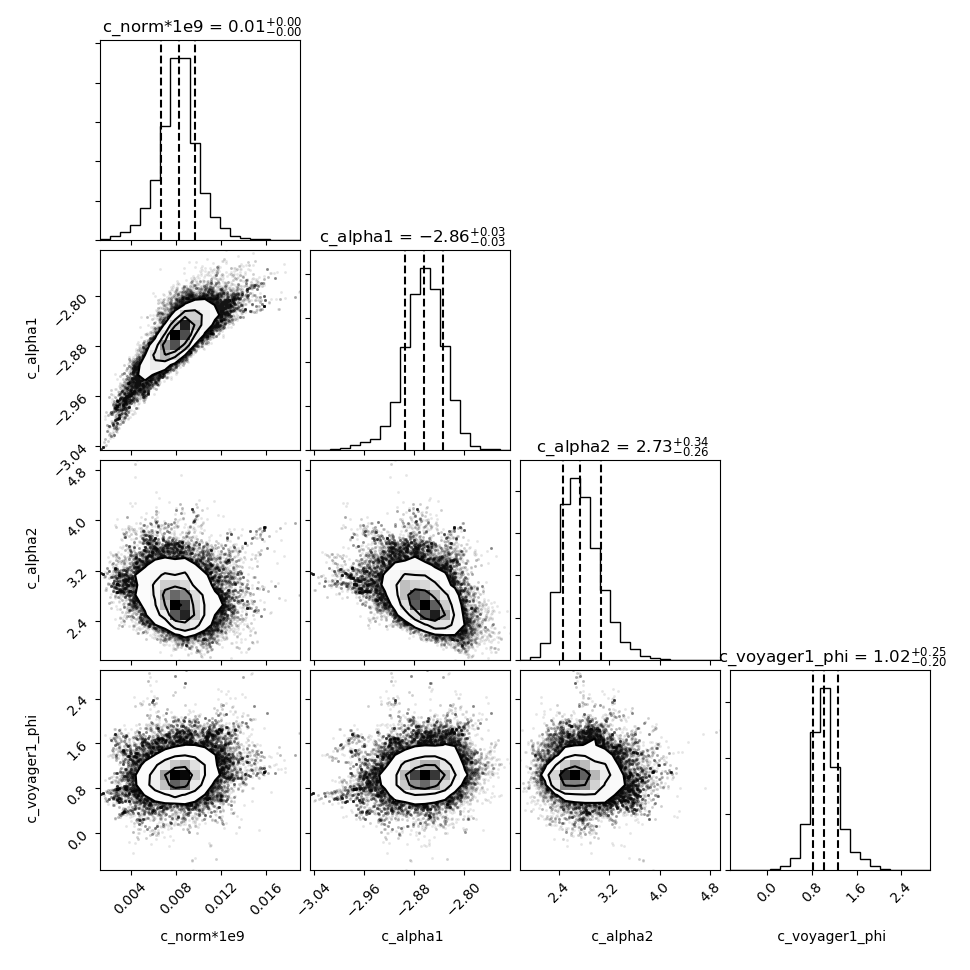 c_norm*1e9 = 0.01+0.00−0.00
c_alpha1 = −2.86+0.03−0.03
−2.80
−2.88
−2.96
−3.04
c_alpha1
c_alpha2 = 2.73+0.34−0.26
4.8
4.0
3.2
2.4
c_alpha2
c_voyager1_phi = 1.02+0.25−0.20
2.4
1.6
0.8
0.0
c_voyager1_phi
0.004 0.008 0.012 0.016 −3.04 −2.96 −2.88 −2.80 2.4 3.2 4.0 4.8 0.0 0.8 1.6 2.4
c_norm*1e9 c_alpha1 c_alpha2 c_voyager1_phi